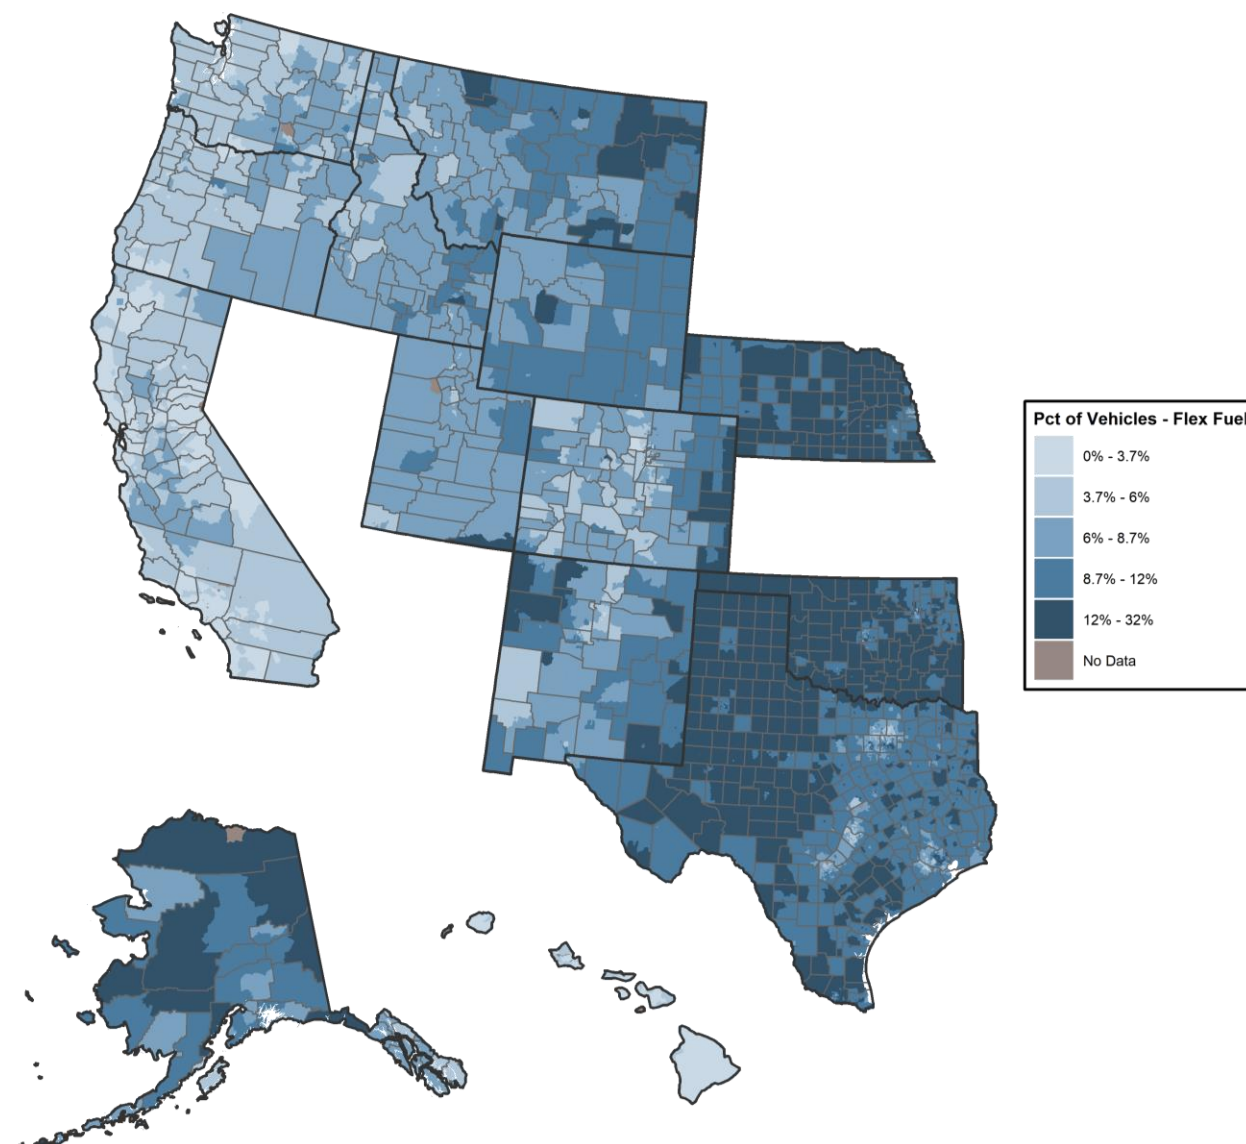 Pct of Vehicles - Flex Fuel
0% - 3.7%
3.7% - 6%
6% - 8.7%
8.7% - 12%
12% - 32%
No Data